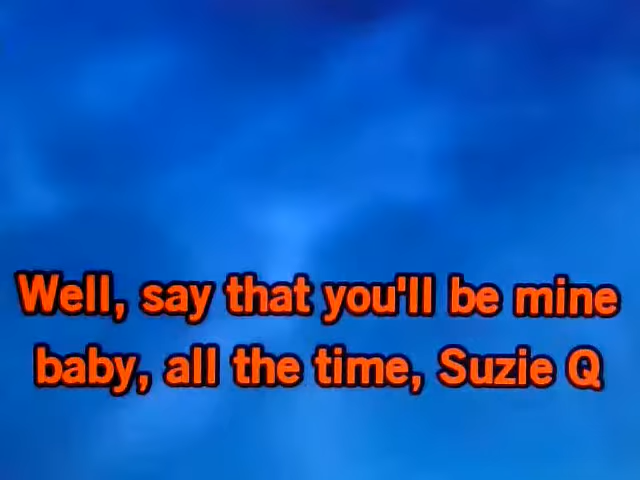 Well, say that you'll be mine
baby, all the time, Suzie Q